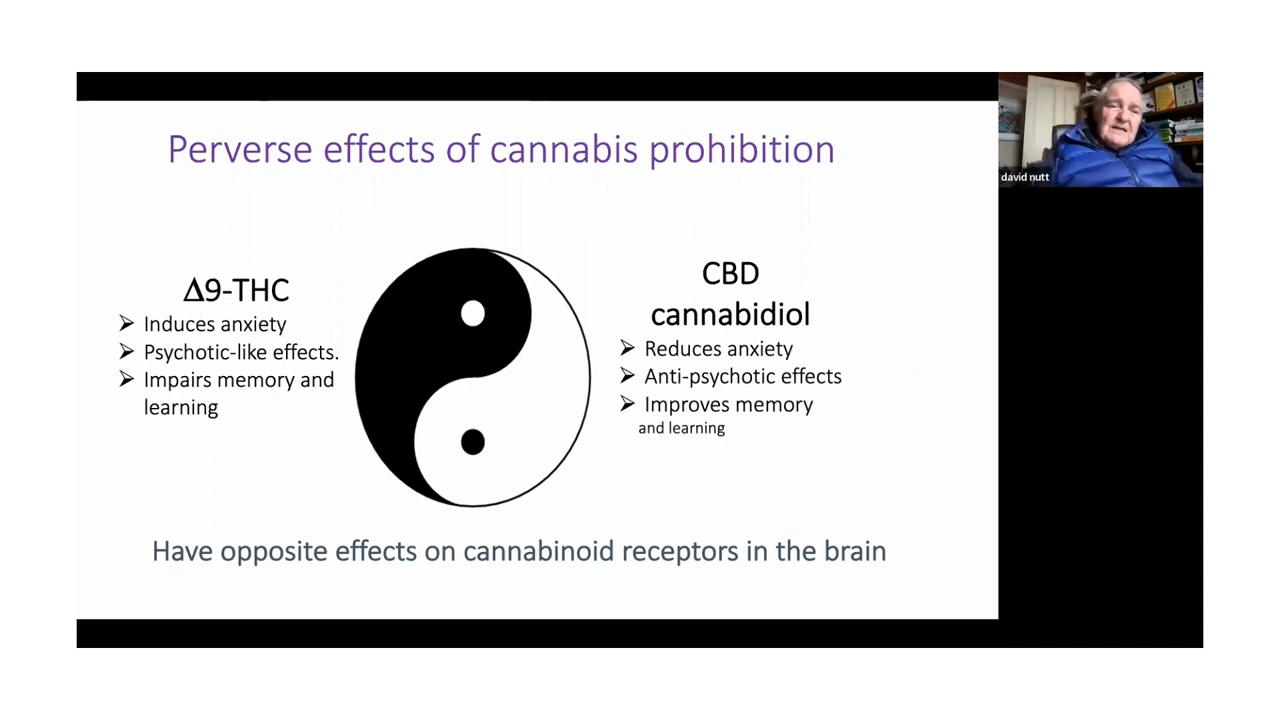 Perverse effects of cannabis prohibition
Δ9-THC
➢ Induces anxiety
➢ Psychotic-like effects.
➢ Impairs memory and
learning
CBD
cannabidiol
➢ Reduces anxiety
➢ Anti-psychotic effects
➢ Improves memory
and learning
Have opposite effects on cannabinoid receptors in the brain
david nutt